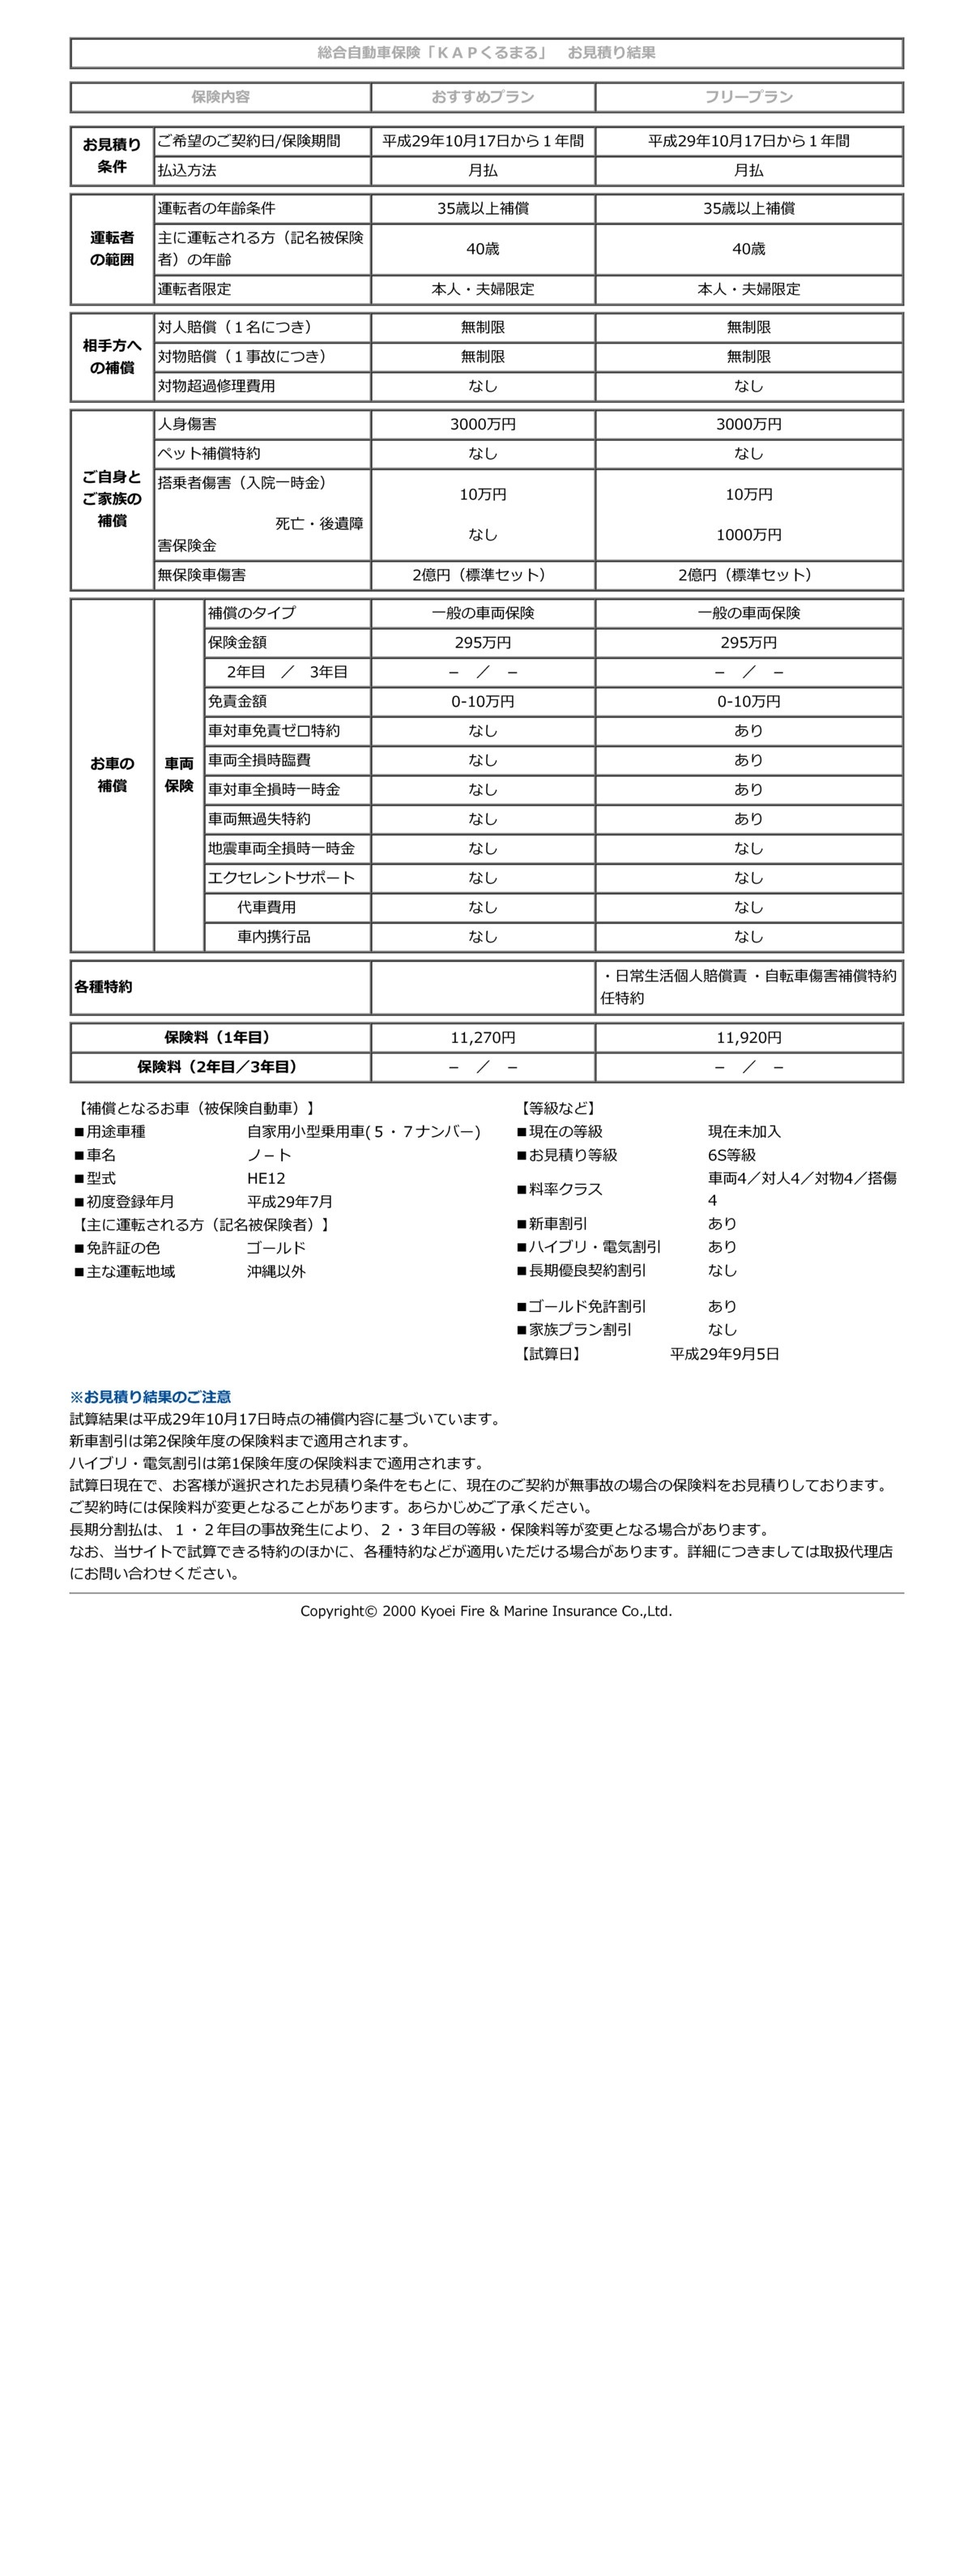 総合自動車保険「ＫＡＰくるまる」　お見積り結果
保険内容　おすすめプラン　フリープラン
お見積り条件
ご希望のご契約日/保険期間　平成29年10月17日から１年間　平成29年10月17日から１年間
払込方法　月払　月払
運転者の範囲
運転者の年齢条件　35歳以上補償　35歳以上補償
主に運転される方（記名被保険者）の年齢　40歳　40歳
運転者限定　本人・夫婦限定　本人・夫婦限定
相手方への補償
対人賠償（１名につき）　無制限　無制限
対物賠償（１事故につき）　無制限　無制限
対物超過修理費用　なし　なし
ご自身とご家族の補償
人身傷害　3000万円　3000万円
ペット補償特約　なし　なし
搭乗者傷害（入院一時金）　10万円　10万円
死亡・後遺障害保険金　なし　1000万円
無保険車傷害　2億円（標準セット）　2億円（標準セット）
お車の補償
車両保険
補償のタイプ　一般の車両保険　一般の車両保険
保険金額　295万円　295万円
2年目　／　3年目　－　／　－　－　／　－
免責金額　0-10万円　0-10万円
車対車免責ゼロ特約　なし　あり
車両全損時臨費　なし　あり
車対車全損時一時金　なし　あり
車両無過失特約　なし　あり
地震車両全損時一時金　なし　なし
エクセレントサポート　なし　なし
代車費用　なし　なし
車内携行品　なし　なし
各種特約
・日常生活個人賠償責任特約　・自転車傷害補償特約
保険料（1年目）　11,270円　11,920円
保険料（2年目／3年目）　－　／　－　－　／　－
【補償となるお車（被保険自動車）】
■用途車種　自家用小型乗用車(５・７ナンバー)
■車名　ノ－ト
■型式　HE12
■初度登録年月　平成29年7月
【主に運転される方（記名被保険者）】
■免許証の色　ゴールド
■主な運転地域　沖縄以外
【等級など】
■現在の等級　現在未加入
■お見積り等級　6S等級
■料率クラス　車両4／対人4／対物4／搭傷4
■新車割引　あり
■ハイブリ・電気割引　あり
■長期優良契約割引　なし
■ゴールド免許割引　あり
■家族プラン割引　なし
【試算日】　平成29年9月5日
※お見積り結果のご注意
試算結果は平成29年10月17日時点の補償内容に基づいています。
新車割引は第2保険年度の保険料まで適用されます。
ハイブリ・電気割引は第1保険年度の保険料まで適用されます。
試算日現在で、お客様が選択されたお見積り条件をもとに、現在のご契約が無事故の場合の保険料をお見積りしております。
ご契約時には保険料が変更となることがあります。あらかじめご了承ください。
長期分割払は、１・２年目の事故発生により、２・３年目の等級・保険料等が変更となる場合があります。
なお、当サイトで試算できる特約のほかに、各種特約などが適用いただける場合があります。詳細につきましては取扱代理店
にお問い合わせください。
Copyright© 2000 Kyoei Fire & Marine Insurance Co.,Ltd.